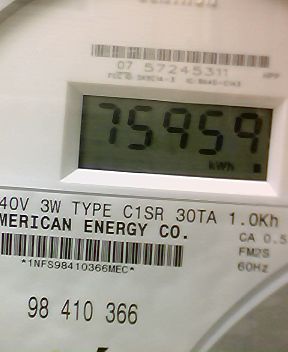 07 57245311
75959
kWh
40V 3W TYPE C1SR 30TA 1.0Kh
MERICAN ENERGY CO.
CA 0.5
FM2S
*1NFS98410366MEC*
60Hz
98 410 366